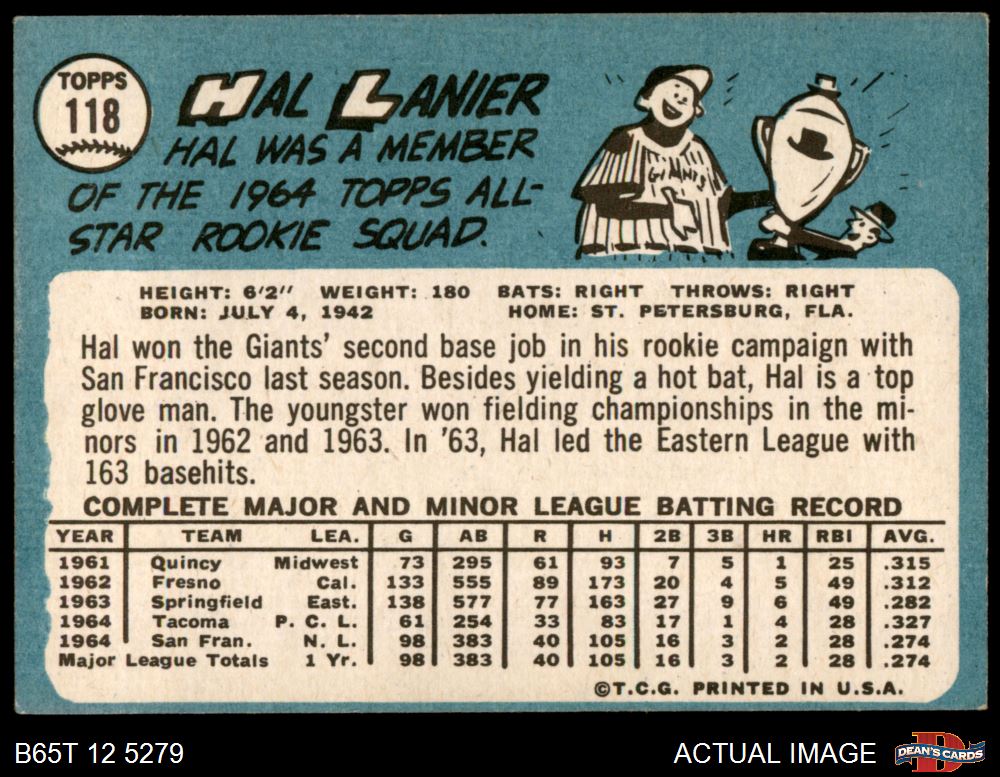 TOPPS
118
HAL LANIER
HAL WAS A MEMBER
OF THE 1964 TOPPS ALL-
STAR ROOKIE SQUAD.
GIANTS
HEIGHT: 6'2" WEIGHT: 180 BATS: RIGHT THROWS: RIGHT
BORN: JULY 4, 1942 HOME: ST. PETERSBURG, FLA.
Hal won the Giants' second base job in his rookie campaign with
San Francisco last season. Besides yielding a hot bat, Hal is a top
glove man. The youngster won fielding championships in the mi-
nors in 1962 and 1963. In '63, Hal led the Eastern League with
163 basehits.
COMPLETE MAJOR AND MINOR LEAGUE BATTING RECORD
YEAR TEAM LEA. G AB R H 2B 3B HR RBI AVG.
1961 Quincy Midwest 73 295 61 93 7 5 1 25 .315
1962 Fresno Cal. 133 555 89 173 20 4 5 49 .312
1963 Springfield East. 138 577 77 163 27 9 6 49 .282
1964 Tacoma P. C. L. 61 254 33 83 17 1 4 28 .327
1964 San Fran. N. L. 98 383 40 105 16 3 2 28 .274
Major League Totals 1 Yr. 98 383 40 105 16 3 2 28 .274
©T.C.G. PRINTED IN U.S.A.
B65T 12 5279
ACTUAL IMAGE
DEAN'S CARDS